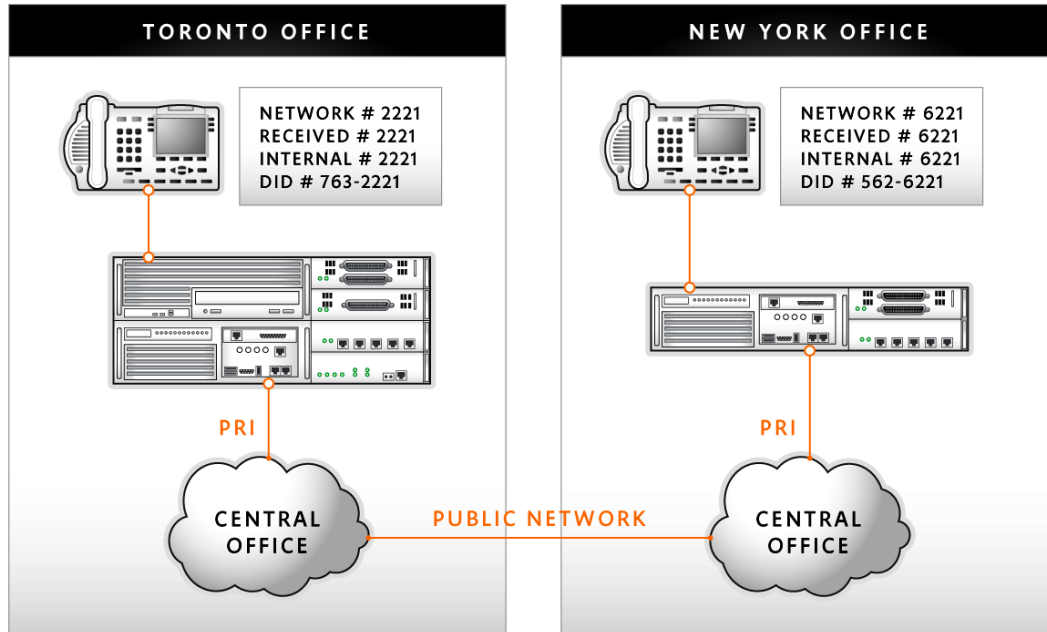 TORONTO OFFICE
NETWORK # 2221
RECEIVED # 2221
INTERNAL # 2221
DID # 763-2221
PRI
CENTRAL
OFFICE
PUBLIC NETWORK
NEW YORK OFFICE
NETWORK # 6221
RECEIVED # 6221
INTERNAL # 6221
DID # 562-6221
PRI
CENTRAL
OFFICE